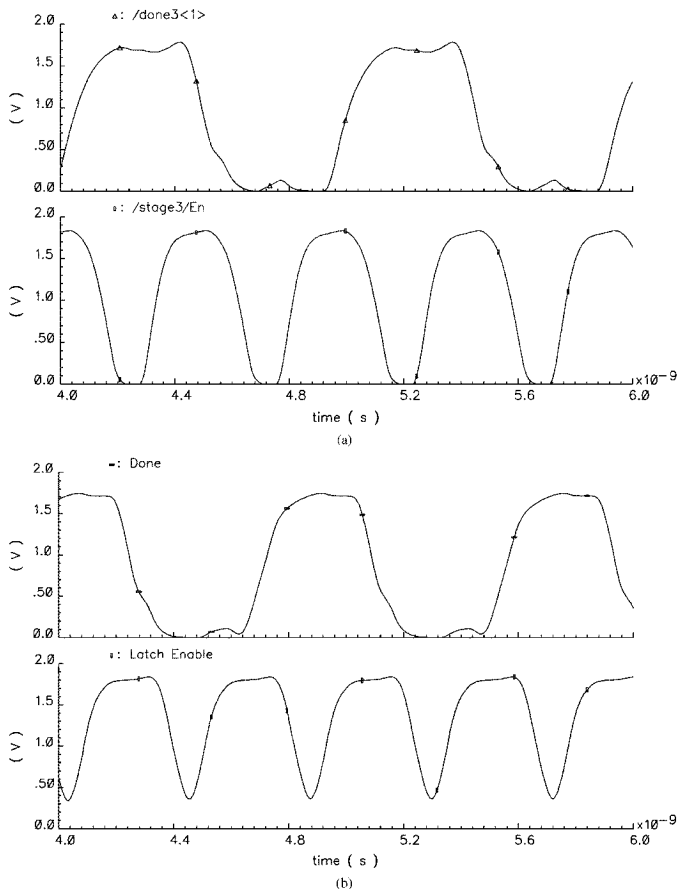 ▵: /done3<1>
2.0
1.5
1.0
.50
0.0
( V )
▯: /stage3/En
2.0
1.5
1.0
.50
0.0
( V )
4.0 4.4 4.8 5.2 5.6 6.0
×10⁻⁹
time ( s )
(a)
-: Done
2.0
1.5
1.0
.50
0.0
( V )
▯: Latch Enable
2.0
1.5
1.0
.50
0.0
( V )
4.0 4.4 4.8 5.2 5.6 6.0
×10⁻⁹
time ( s )
(b)